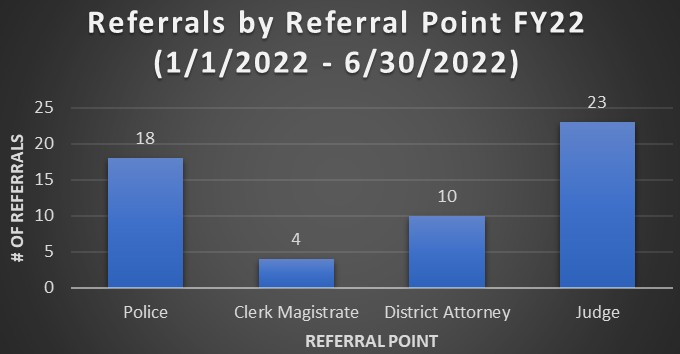 Referrals by Referral Point FY22
(1/1/2022 - 6/30/2022)
# OF REFERRALS
25
20
15
10
5
0
18
4
10
23
Police
Clerk Magistrate
District Attorney
Judge
REFERRAL POINT